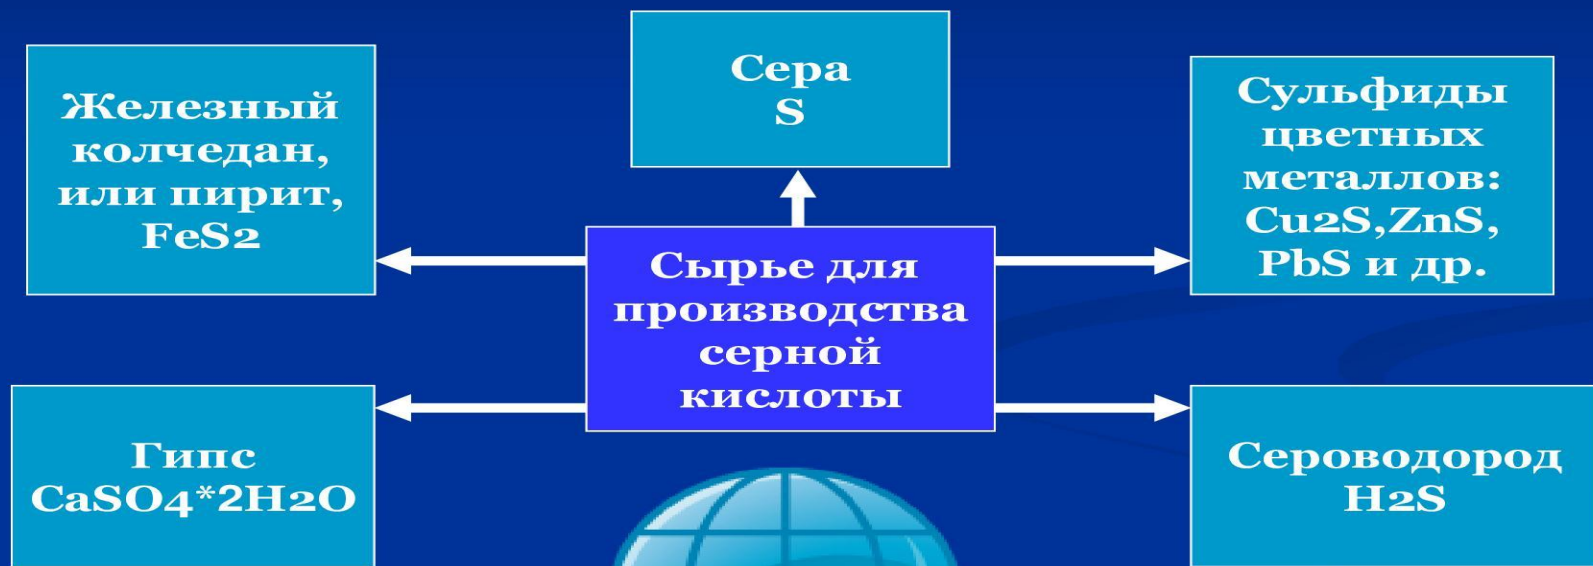 Сера
S
Железный
колчедан,
или пирит,
FeS2
Сульфиды
цветных
металлов:
Cu2S,ZnS,
PbS и др.
Сырье для
производства
серной
кислоты
Гипс
CaSO4*2H2O
Сероводород
H2S